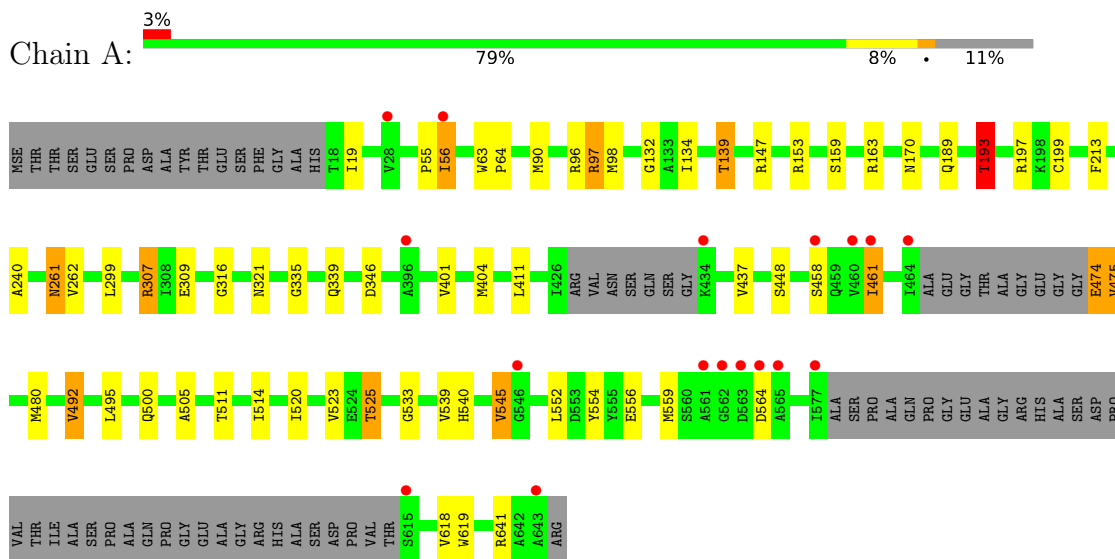 3%
Chain A:
79% 8% • 11%
MSE THR THR SER GLU SER PRO ASP ALA TYR THR GLU SER PHE GLY ALA HIS T18 I19 V28 P55 I56 W63 P64 M90 R96 R97 M98 G132 A133 I134 T139 R147 R153 S159 R163 N170 Q189 T193 R197 K198 C199 F213
A240 N261 V262 L299 R307 I308 E309 G316 N321 G335 Q339 D346 A396 V401 M404 L411 I426 ARG VAL ASN SER GLN SER GLY K434 V437 S448 S458 Q459 V460 I461 I464 ALA GLU GLY THR ALA GLY GLU GLY GLY E474 V475
M480 V492 L495 Q500 A505 T511 I514 I520 V523 G524 T525 G533 V539 H540 V545 G546 L552 D553 Y554 Y555 E556 M559 S560 A561 G562 D563 D564 A565 I577 ALA SER PRO ALA GLN PRO GLY GLU ALA GLY ARG HIS ALA SER ASP PRO
VAL THR ILE ALA SER PRO ALA GLN PRO GLY GLU ALA GLY ARG HIS ALA SER ASP PRO VAL THR S615 V618 W619 R641 A642 A643 ARG